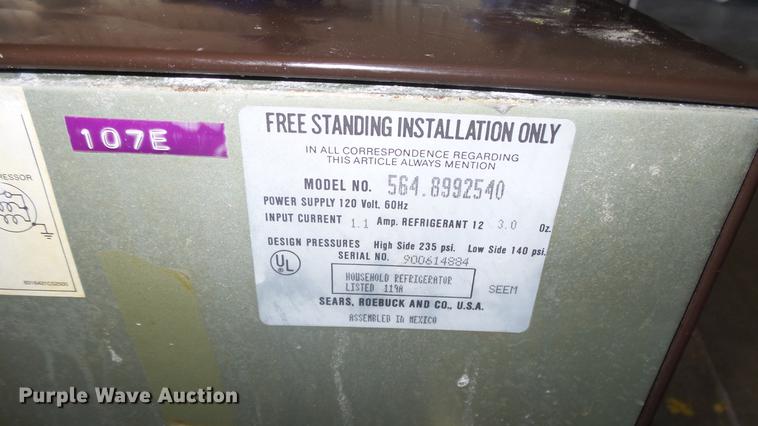 107E
FREE STANDING INSTALLATION ONLY
IN ALL CORRESPONDENCE REGARDING
THIS ARTICLE ALWAYS MENTION
MODEL NO. 564.8992540
POWER SUPPLY 120 Volt, 60Hz
INPUT CURRENT 1.1 Amp. REFRIGERANT 12 3.0 Oz.
DESIGN PRESSURES High Side 235 psi. Low Side 140 psi.
SERIAL NO. 900614884
UL
HOUSEHOLD REFRIGERATOR
LISTED 119A
SEEM
SEARS, ROEBUCK AND CO., U.S.A.
ASSEMBLED IN MEXICO
RESSOR
Purple Wave Auction